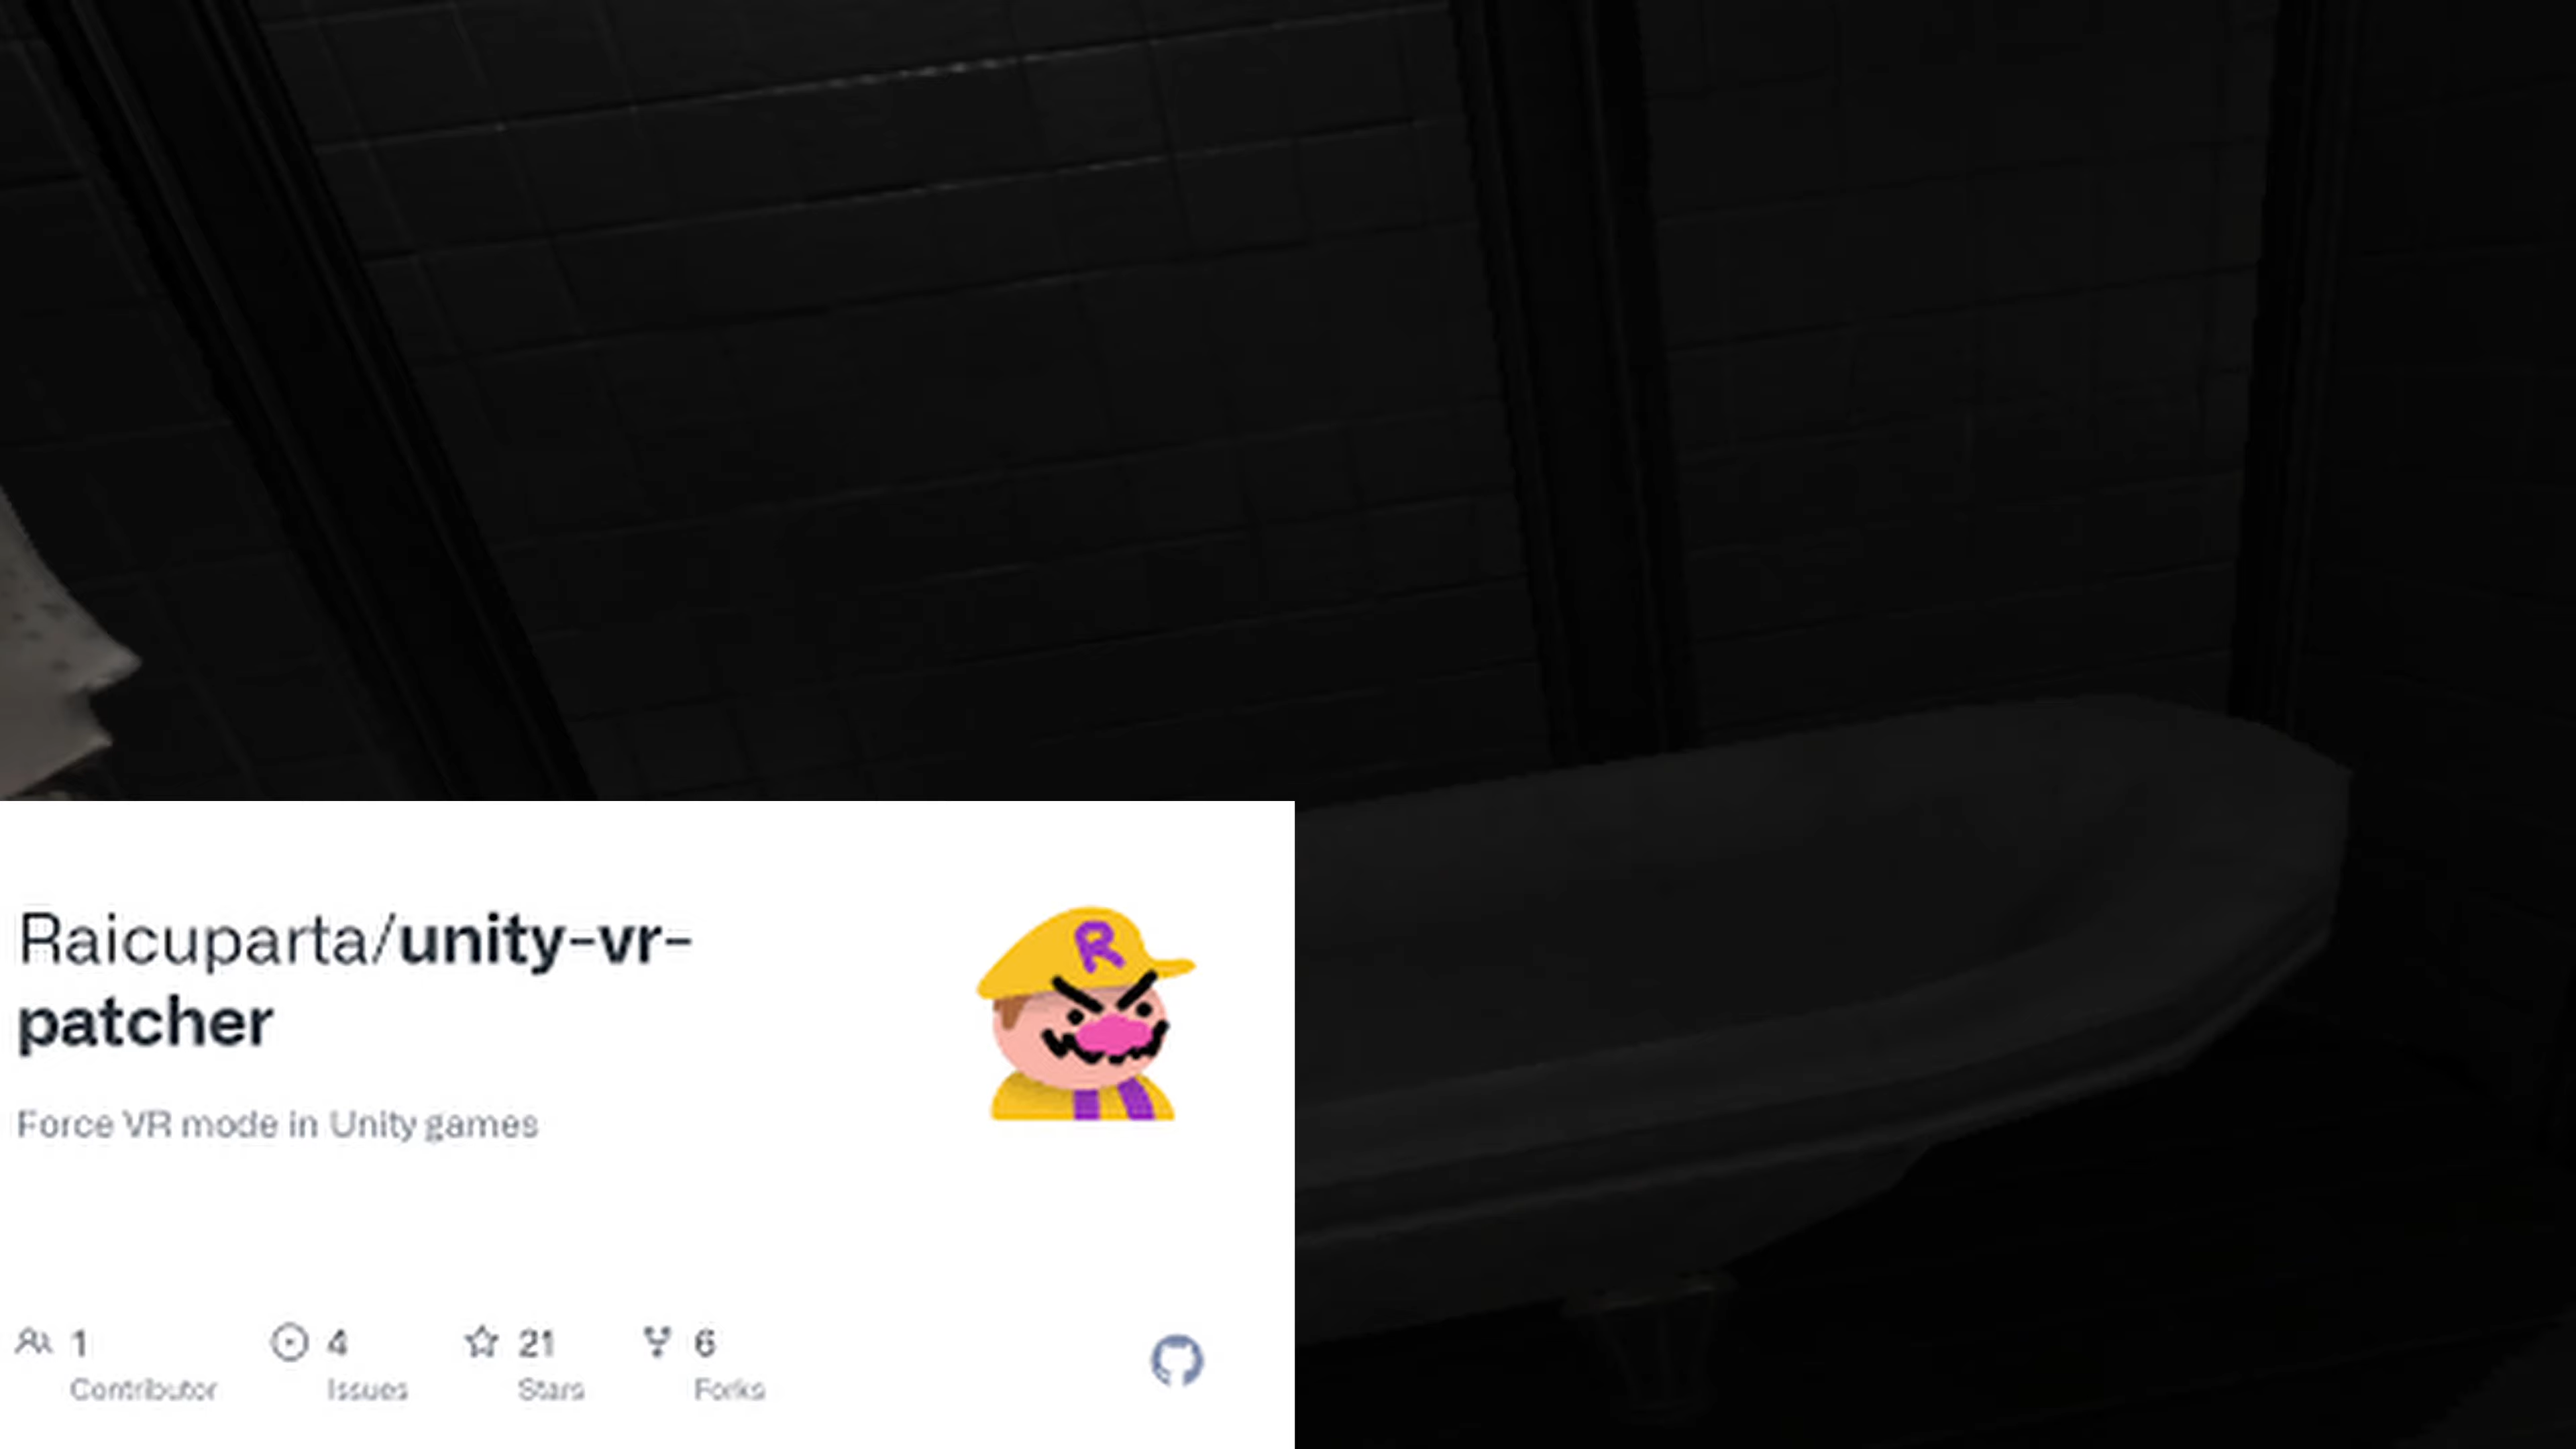 Raicuparta/unity-vr-
patcher
Force VR mode in Unity games
1
Contributor
4
Issues
21
Stars
6
Forks
R